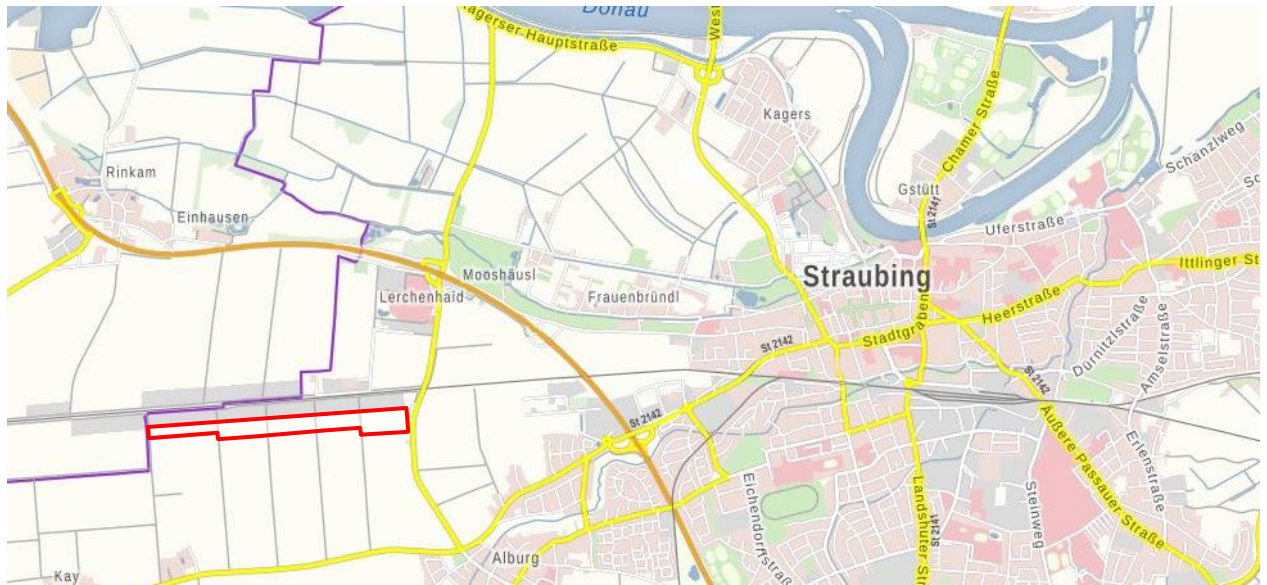 Donau
Hauptstraße
West
Kagers
Chamer Straße
Schanzlweg
Rinkam
Gstütt
Einhausen
St 2141
Uferstraße
Mooshäusl
Straubing
Ittlinger St
Lerchenhaid
Frauenbründl
Heerstraße
Stadtgraben
St 2142
Dürnitzlstraße
Amselstraße
St 2142
St 2142
Äußere Passauer Straße
Erlenstraße
Eichendorffstraße
Landshuter St
Steinweg
St 2141
Alburg
Kay